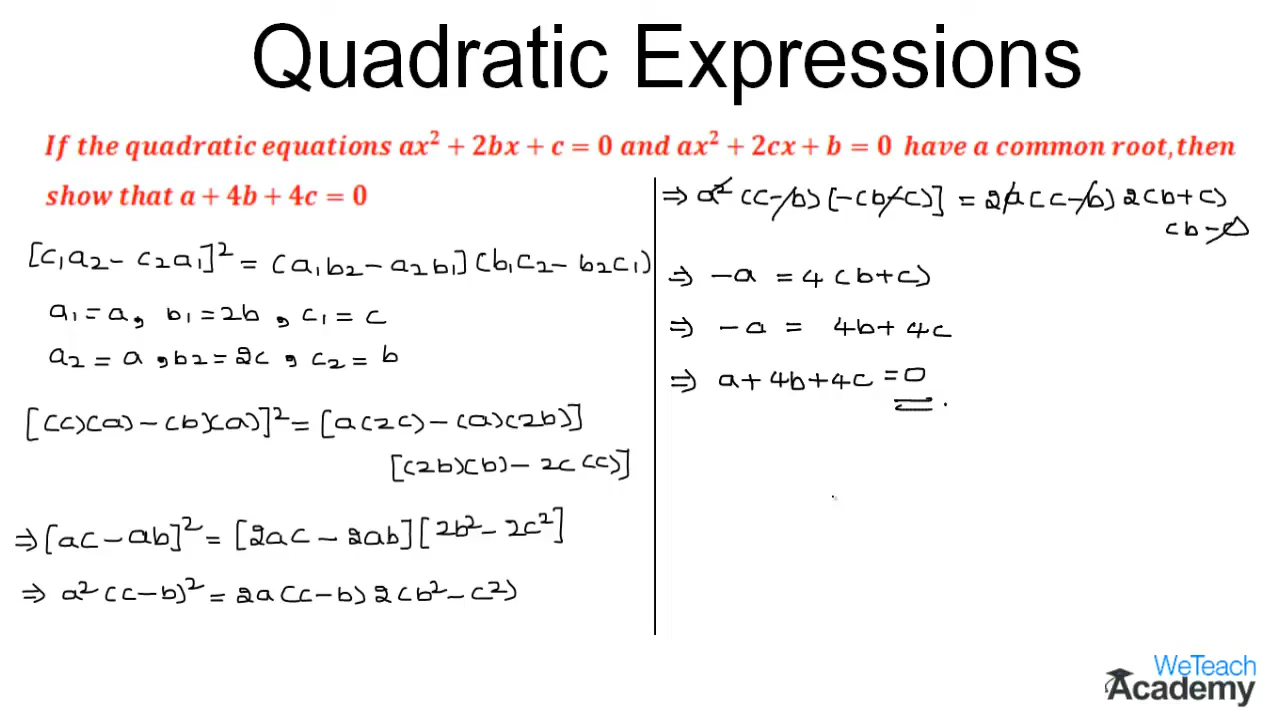 Quadratic Expressions
If the quadratic equations ax² + 2bx + c = 0 and ax² + 2cx + b = 0 have a common root, then
show that a + 4b + 4c = 0
[c₁a₂ − c₂a₁]² = (a₁b₂ − a₂b₁](b₁c₂ − b₂c₁)
a₁ = a, b₁ = 2b, c₁ = c
a₂ = a, b₂ = 2c, c₂ = b
[(c)(a) − (b)(a)]² = [a(2c) − (a)(2b)]
[(2b)(b) − 2c(c)]
⇒ [ac − ab]² = [2ac − 2ab][2b² − 2c²]
⇒ a²(c − b)² = 2a(c − b) 2(b² − c²)
⇒ a²(c − b)[−(b − c)] = 2a(c − b) 2(b + c)
(b − c)
⇒ −a = 4(b + c)
⇒ −a = 4b + 4c
⇒ a + 4b + 4c = 0.
WeTeach
Academy